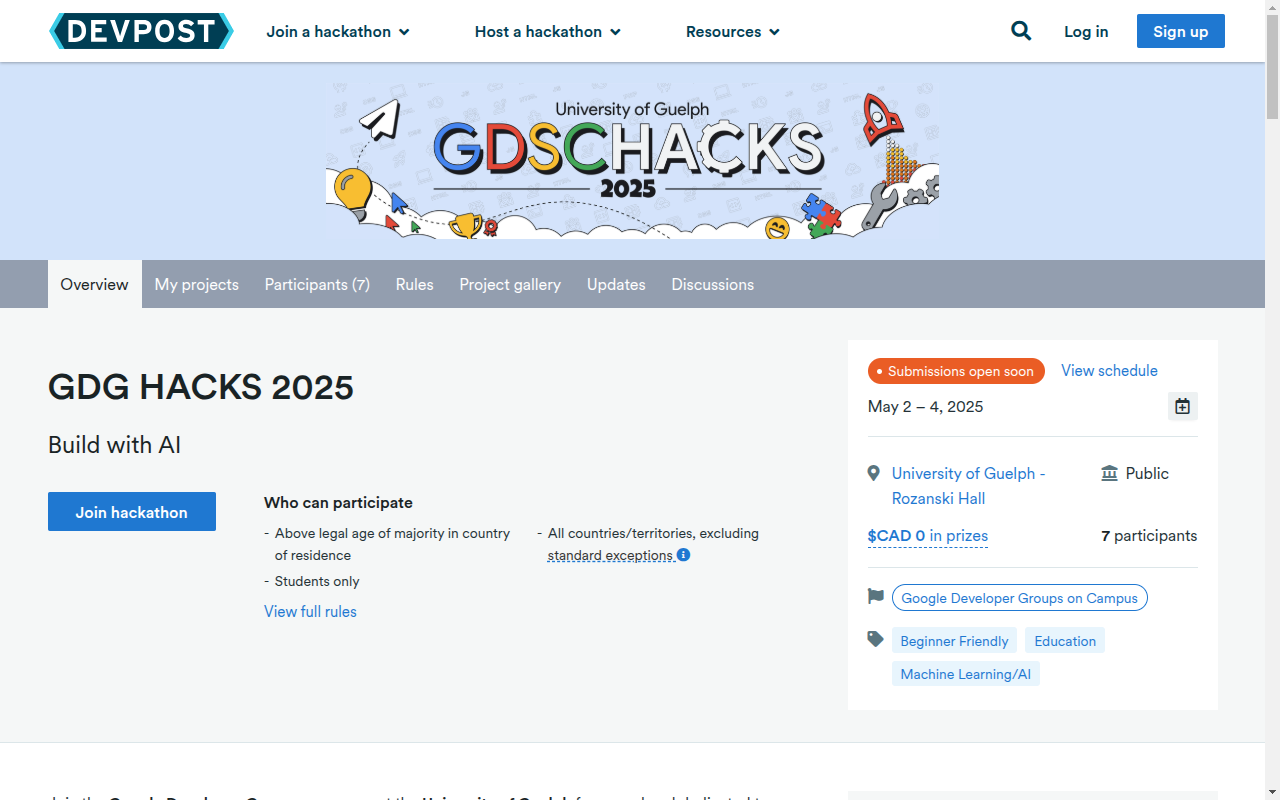 DEVPOST
Join a hackathon
Host a hackathon
Resources
Log in
Sign up
University of Guelph
GDSCHACKS
2025
Overview
My projects
Participants (7)
Rules
Project gallery
Updates
Discussions
GDG HACKS 2025
Build with AI
Join hackathon
Who can participate
- Above legal age of majority in country
of residence
- Students only
- All countries/territories, excluding
standard exceptions
View full rules
Submissions open soon
View schedule
May 2 – 4, 2025
University of Guelph -
Rozanski Hall
Public
$CAD 0 in prizes
7 participants
Google Developer Groups on Campus
Beginner Friendly
Education
Machine Learning/AI